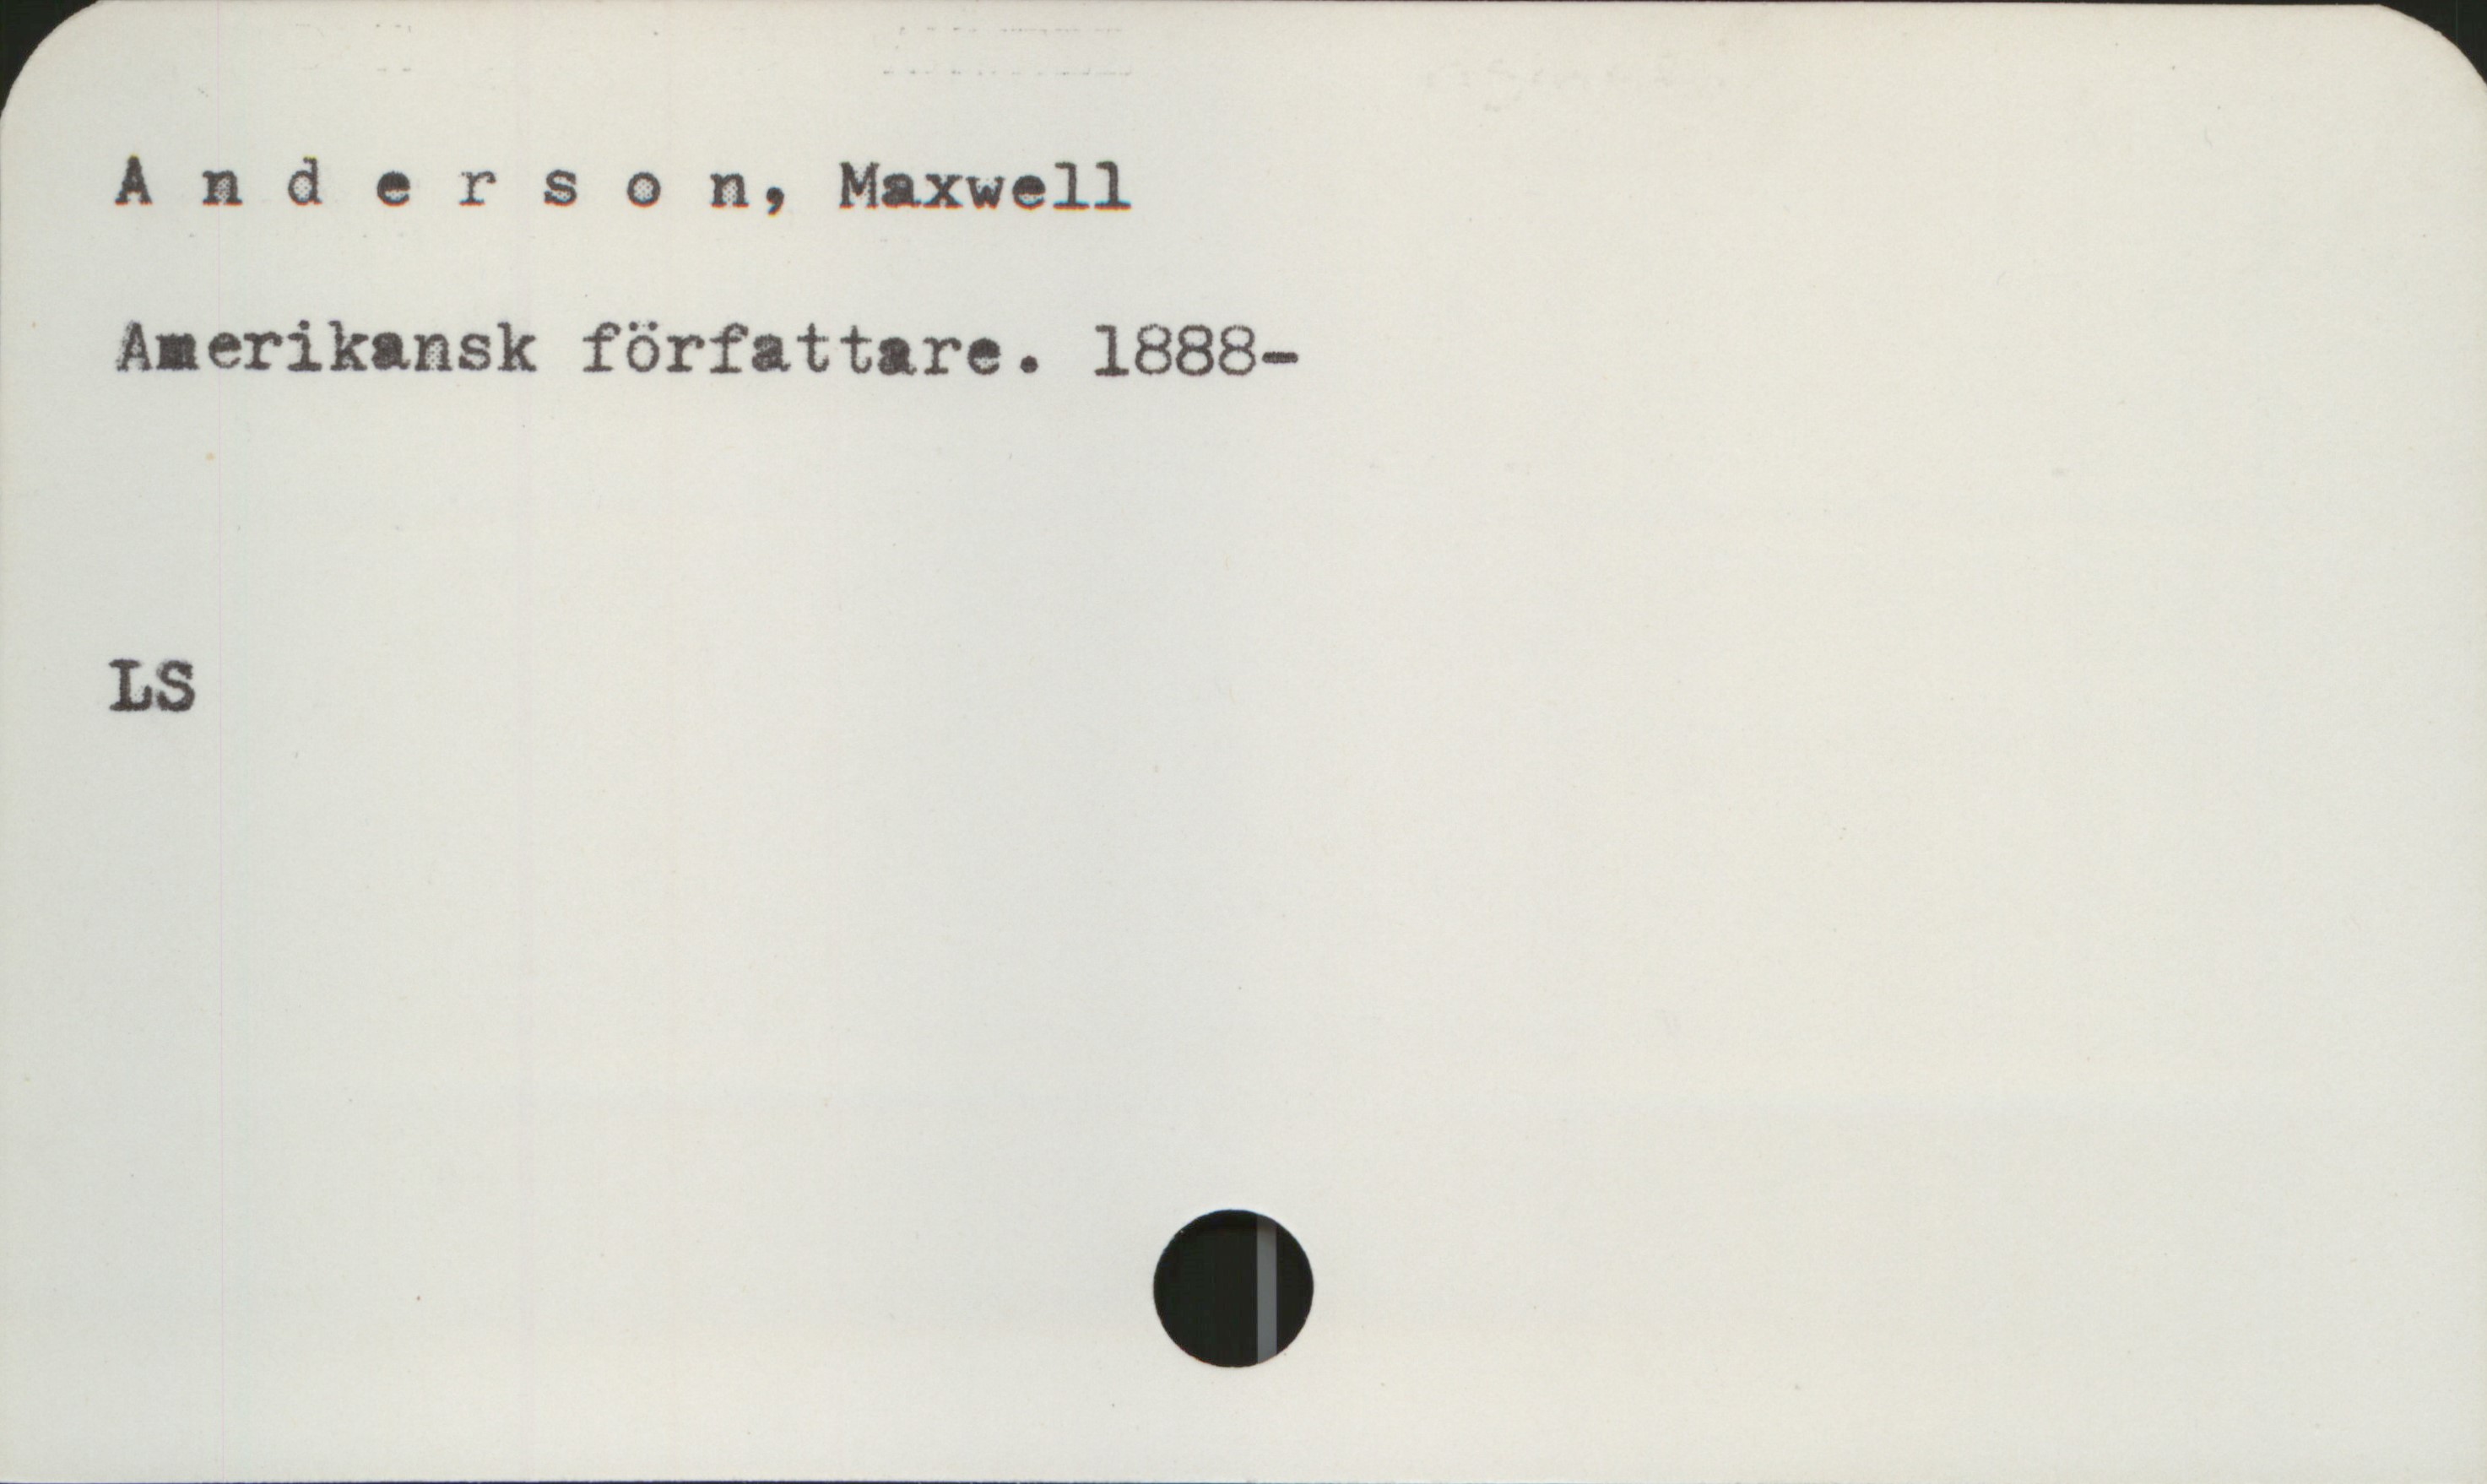 A n d e r s o n, Maxwell
Amerikansk författare. 1888-
LS